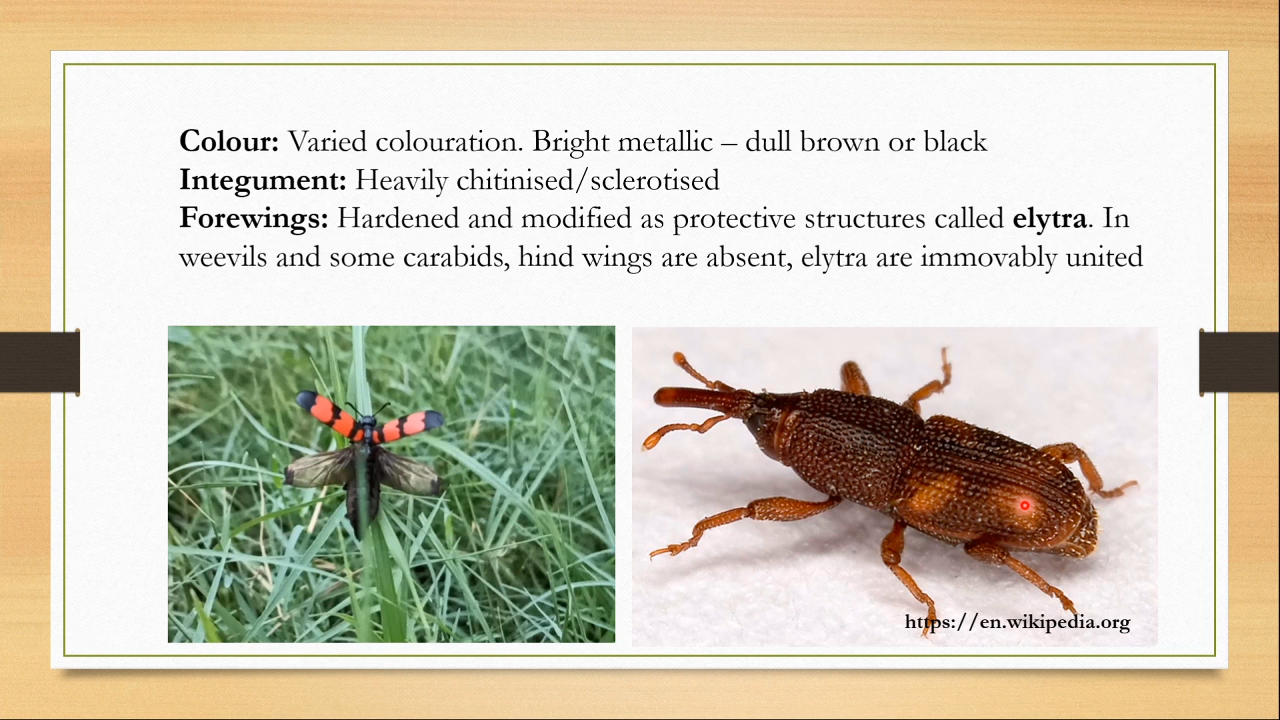 Colour: Varied colouration. Bright metallic – dull brown or black
Integument: Heavily chitinised/sclerotised
Forewings: Hardened and modified as protective structures called elytra. In
weevils and some carabids, hind wings are absent, elytra are immovably united
https://en.wikipedia.org